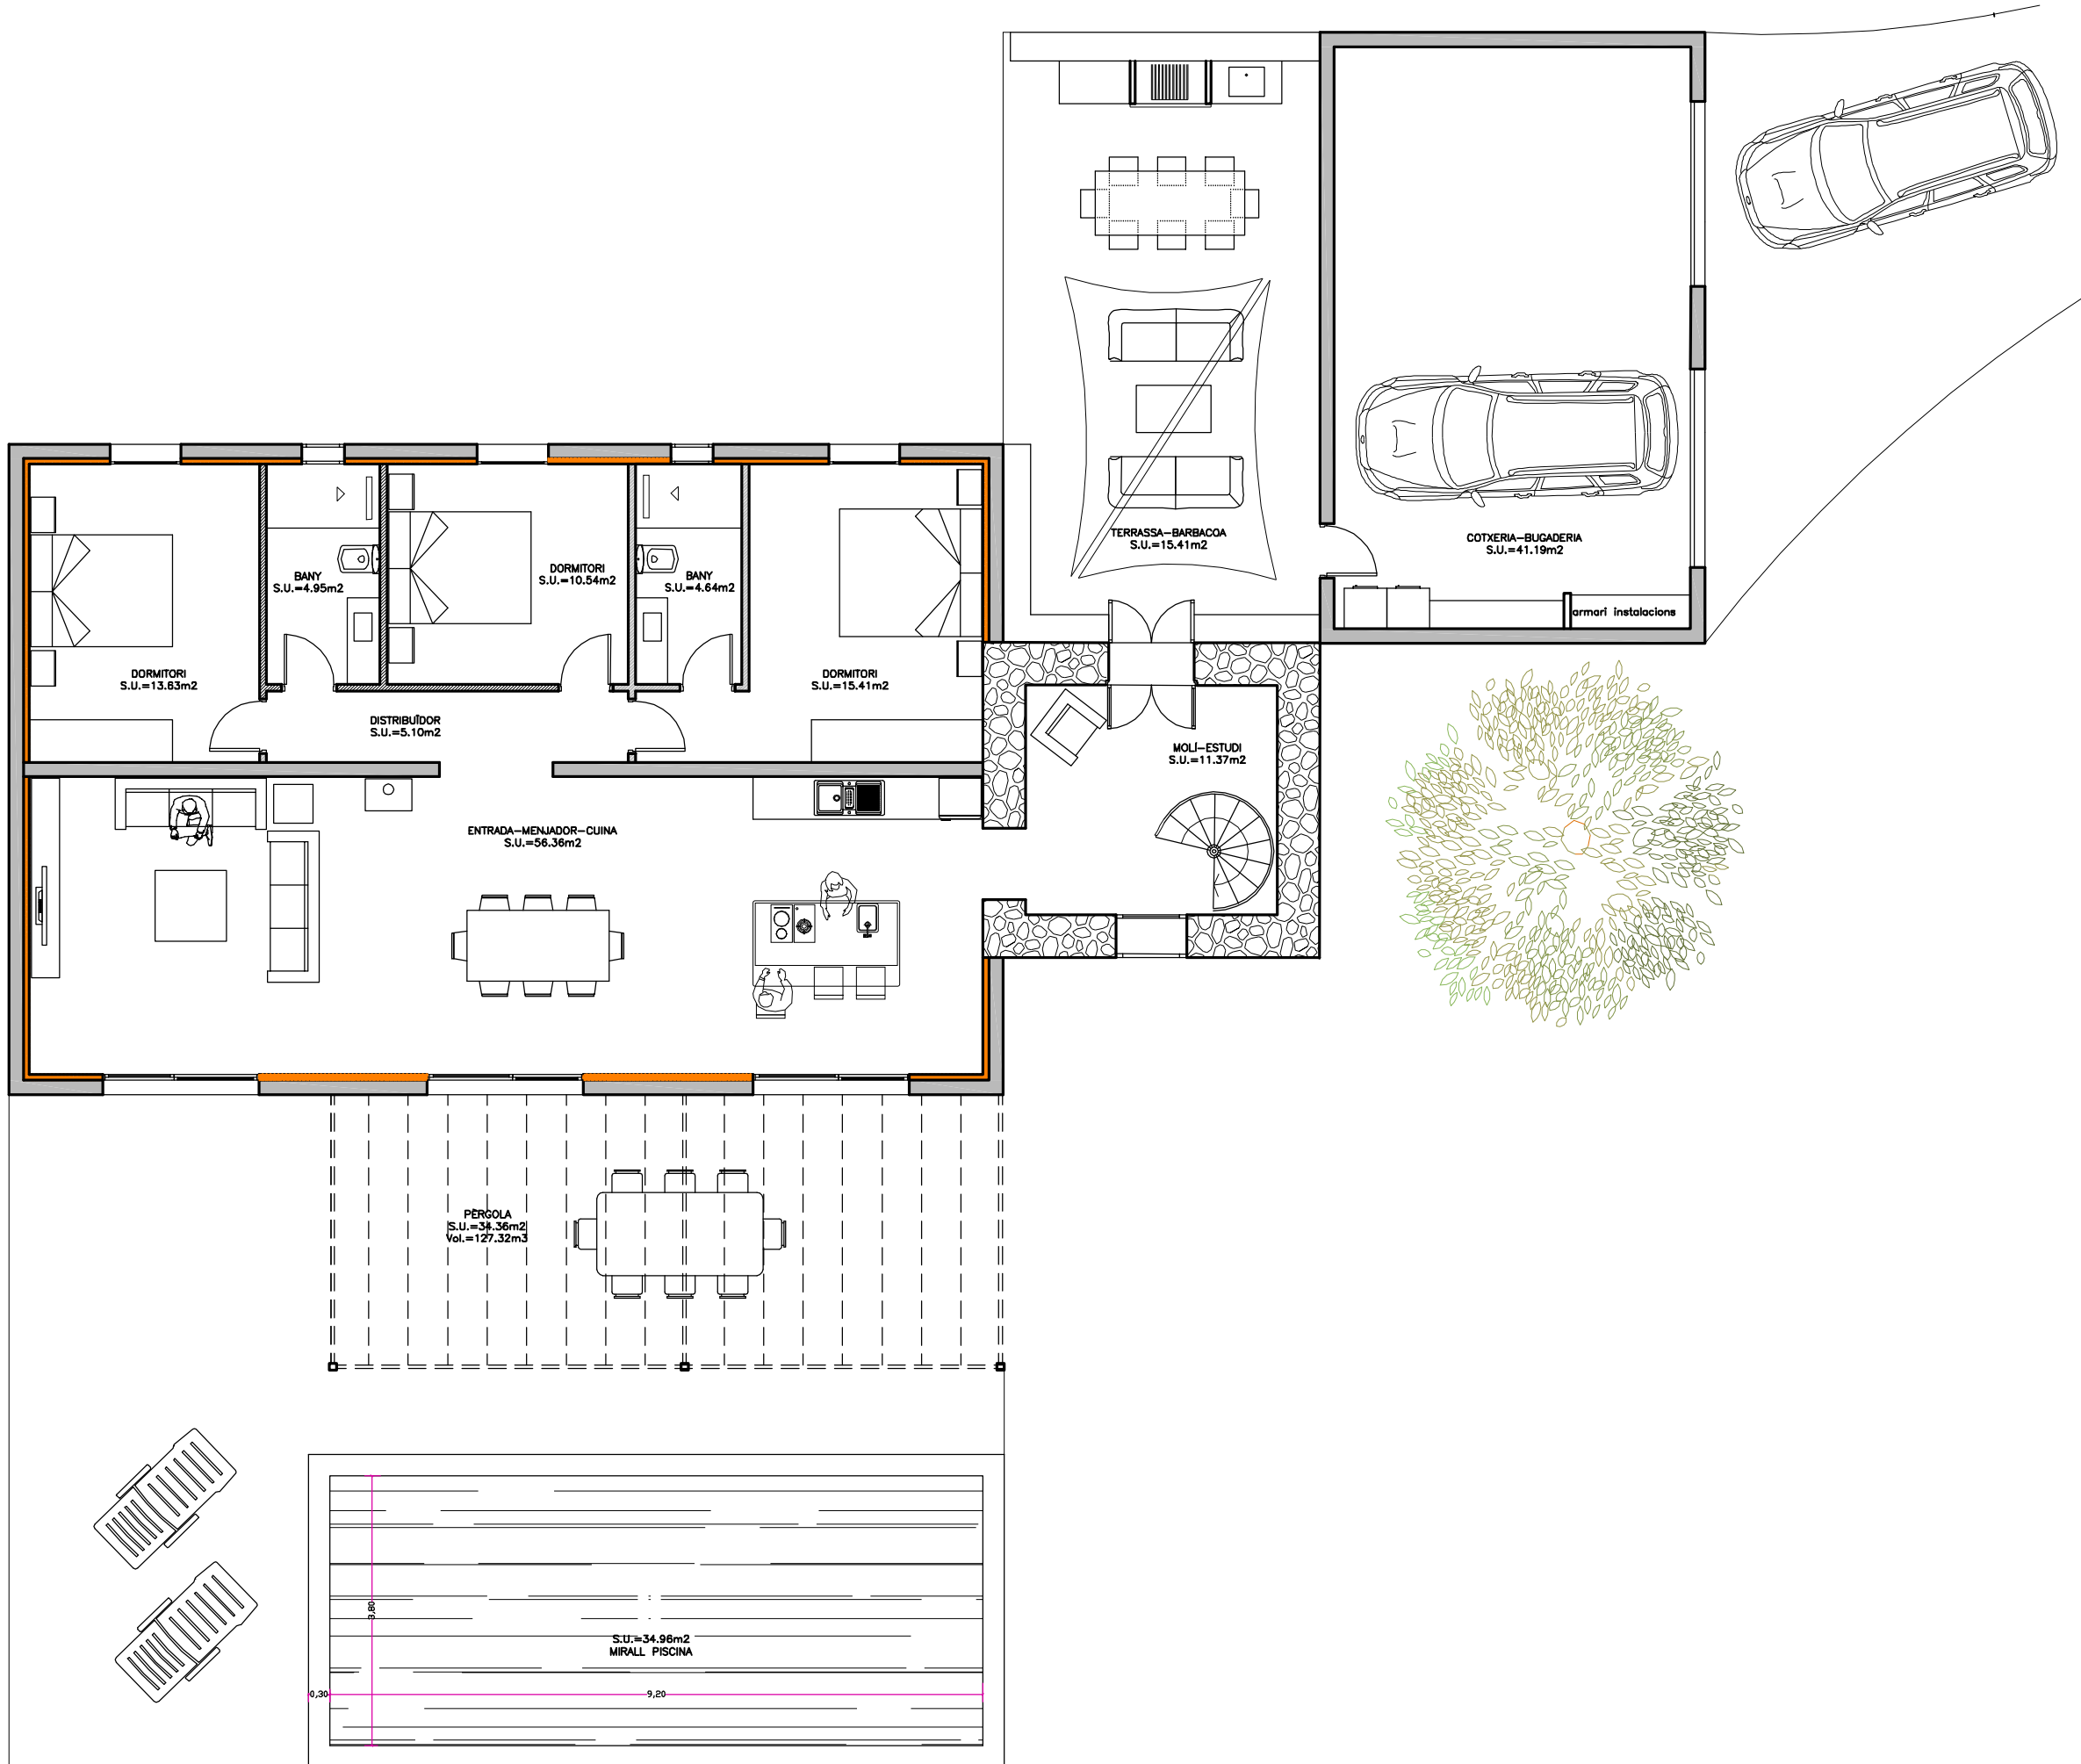 TERRASSA-BARBACOA
S.U.=15.41m2
COTXERIA-BUGADERIA
S.U.=41.19m2
armari instalacions
BANY
S.U.=4.95m2
DORMITORI
S.U.=10.54m2
BANY
S.U.=4.64m2
DORMITORI
S.U.=13.63m2
DORMITORI
S.U.=15.41m2
DISTRIBUÏDOR
S.U.=5.10m2
MOLÍ-ESTUDI
S.U.=11.37m2
ENTRADA-MENJADOR-CUINA
S.U.=56.36m2
PÈRGOLA
S.U.=34.36m2
Vol.=127.32m3
3,80
S.U.=34.96m2
MIRALL PISCINA
0,30
9,20